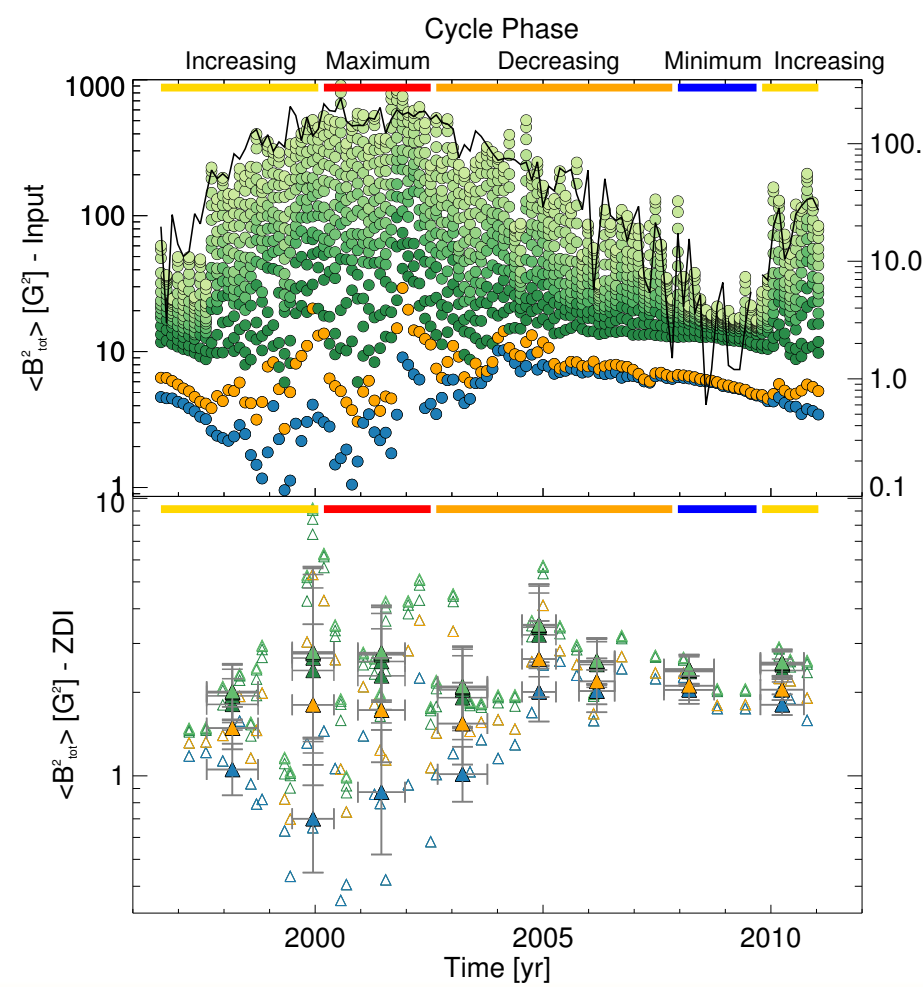 Cycle Phase
Increasing Maximum Decreasing Minimum Increasing
1000
100
10
1
<B²tot> [G²] - Input
100.
10.0
1.0
0.1
10
1
<B²tot> [G²] - ZDI
2000 2005 2010
Time [yr]